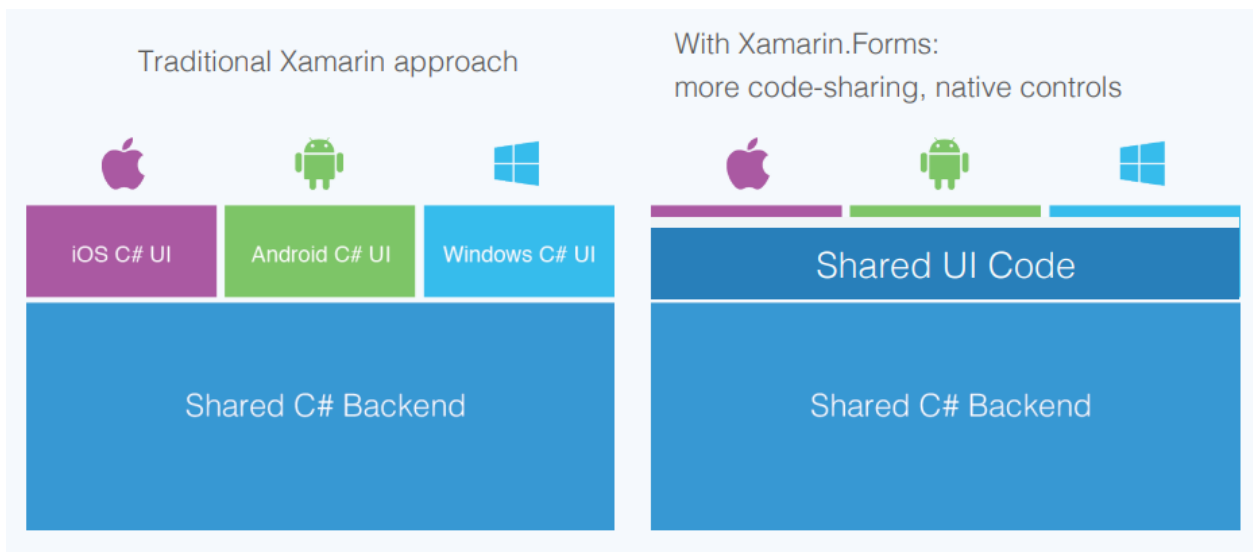 Traditional Xamarin approach
iOS C# UI
Android C# UI
Windows C# UI
Shared C# Backend
With Xamarin.Forms:
more code-sharing, native controls
Shared UI Code
Shared C# Backend